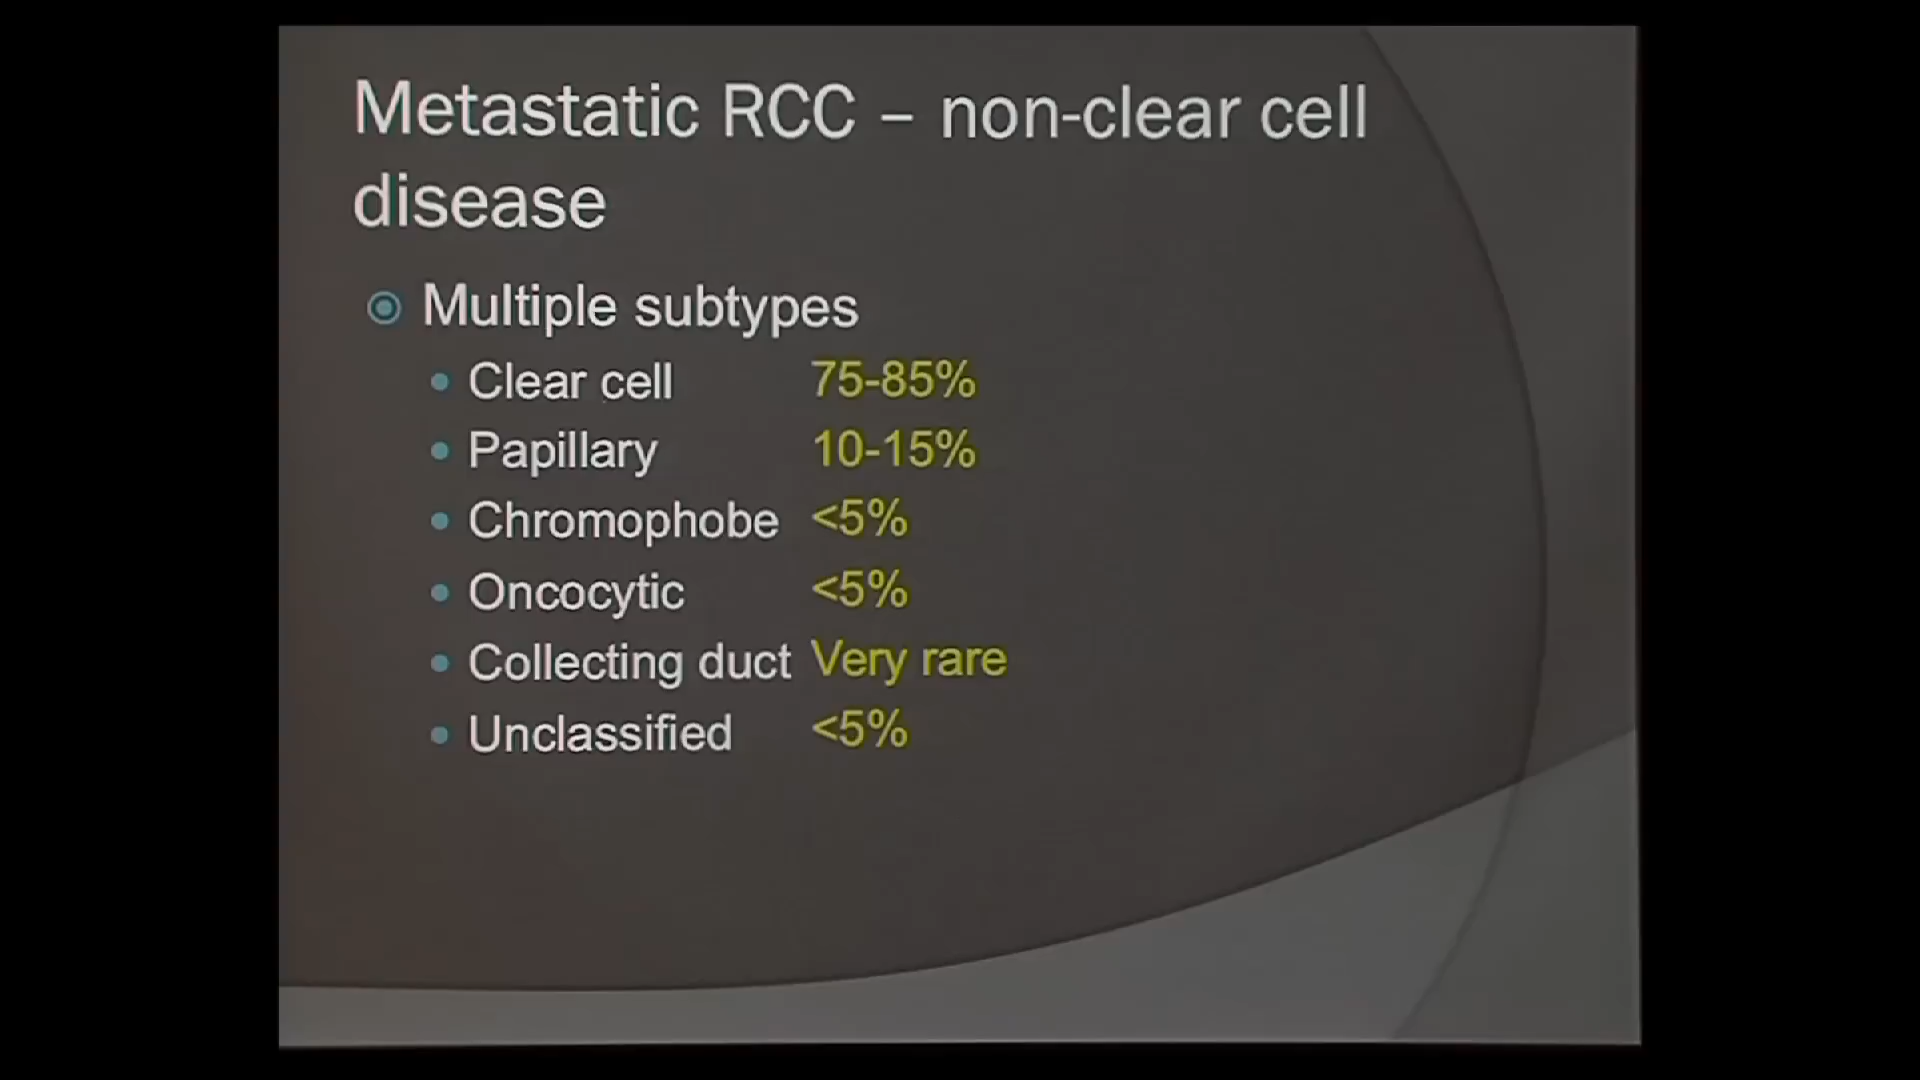 Metastatic RCC – non-clear cell
disease
Multiple subtypes
Clear cell 75-85%
Papillary 10-15%
Chromophobe <5%
Oncocytic <5%
Collecting duct Very rare
Unclassified <5%